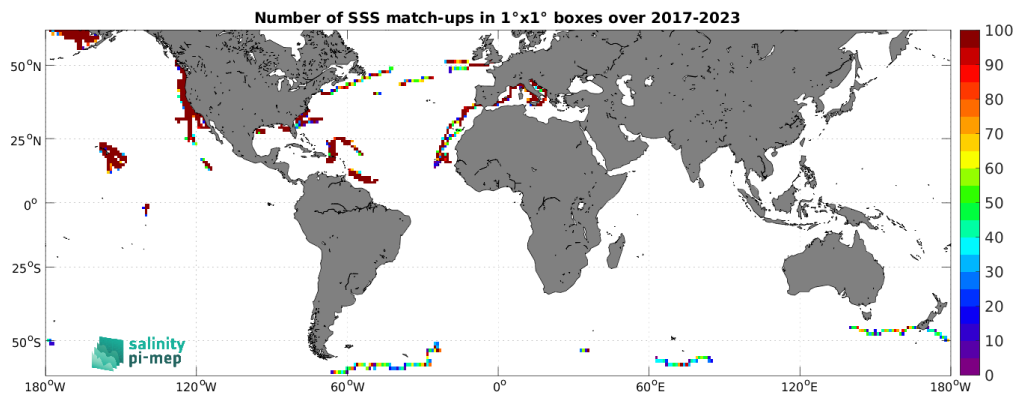 Number of SSS match-ups in 1°x1° boxes over 2017-2023
50°N
25°N
0°
25°S
50°S
180°W
120°W
60°W
0°
60°E
120°E
180°W
100
90
80
70
60
50
40
30
20
10
0
salinity
pi-mep